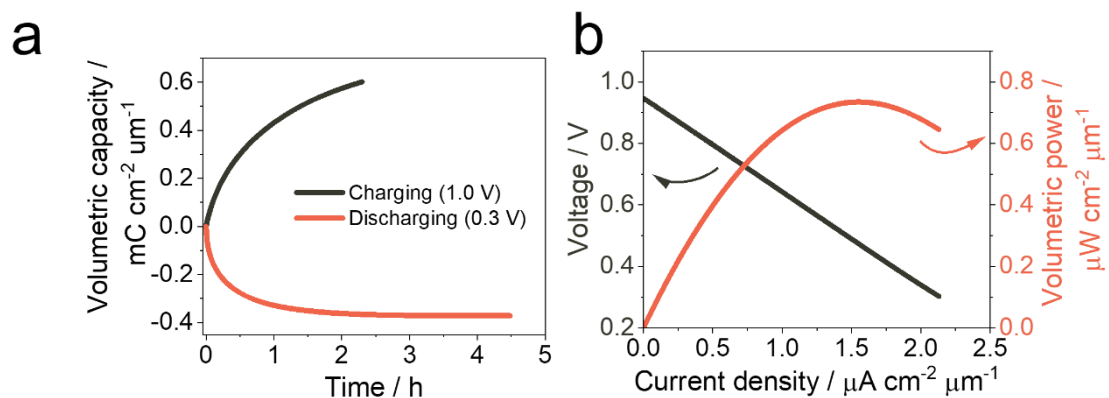 a
Volumetric capacity /
mC cm-2 um-1
0.6
0.4
0.2
0.0
-0.2
-0.4
Charging (1.0 V)
Discharging (0.3 V)
0 1 2 3 4 5
Time / h
b
Voltage / V
1.0
0.8
0.6
0.4
0.2
0.8
0.6
0.4
0.2
0.0
Volumetric power /
μW cm-2 μm-1
0.0 0.5 1.0 1.5 2.0 2.5
Current density / μA cm-2 μm-1